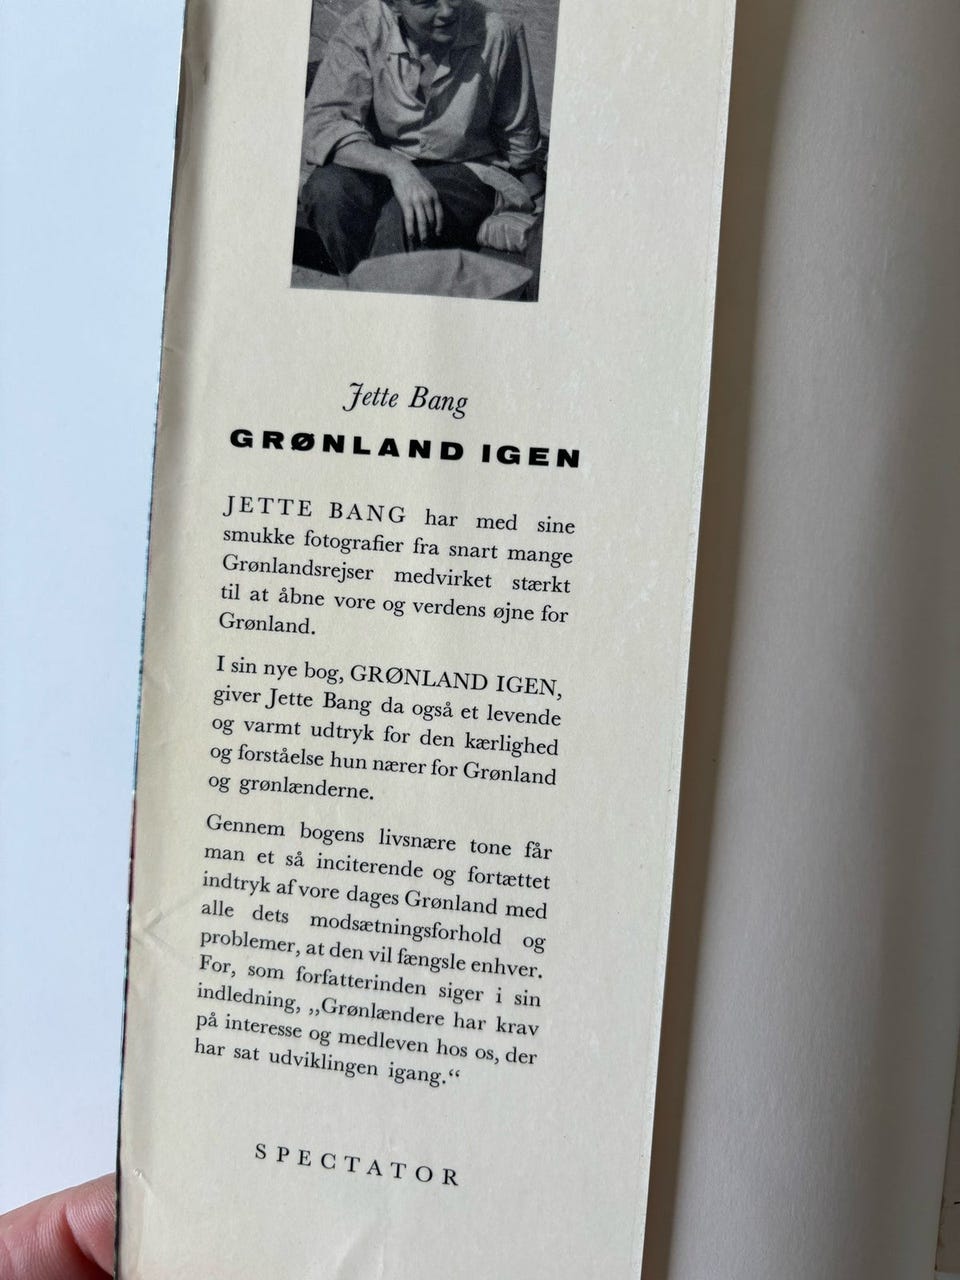 Jette Bang
GRØNLAND IGEN
JETTE BANG har med sine
smukke fotografier fra snart mange
Grønlandsrejser medvirket stærkt
til at åbne vore og verdens øjne for
Grønland.
I sin nye bog, GRØNLAND IGEN,
giver Jette Bang da også et levende
og varmt udtryk for den kærlighed
og forståelse hun nærer for Grønland
og grønlænderne.
Gennem bogens livsnære tone får
man et så inciterende og fortættet
indtryk af vore dages Grønland med
alle dets modsætningsforhold og
problemer, at den vil fængsle enhver.
For, som forfatterinden siger i sin
indledning, „Grønlændere har krav
på interesse og medleven hos os, der
har sat udviklingen igang.“
SPECTATOR